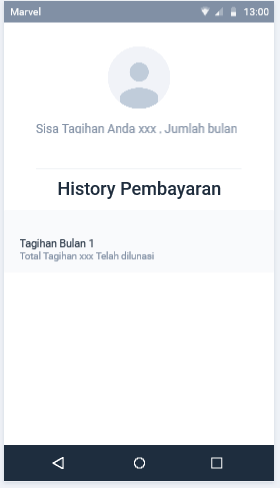 Marvel 13:00
Sisa Tagihan Anda xxx , Jumlah bulan
History Pembayaran
Tagihan Bulan 1
Total Tagihan xxx Telah dilunasi